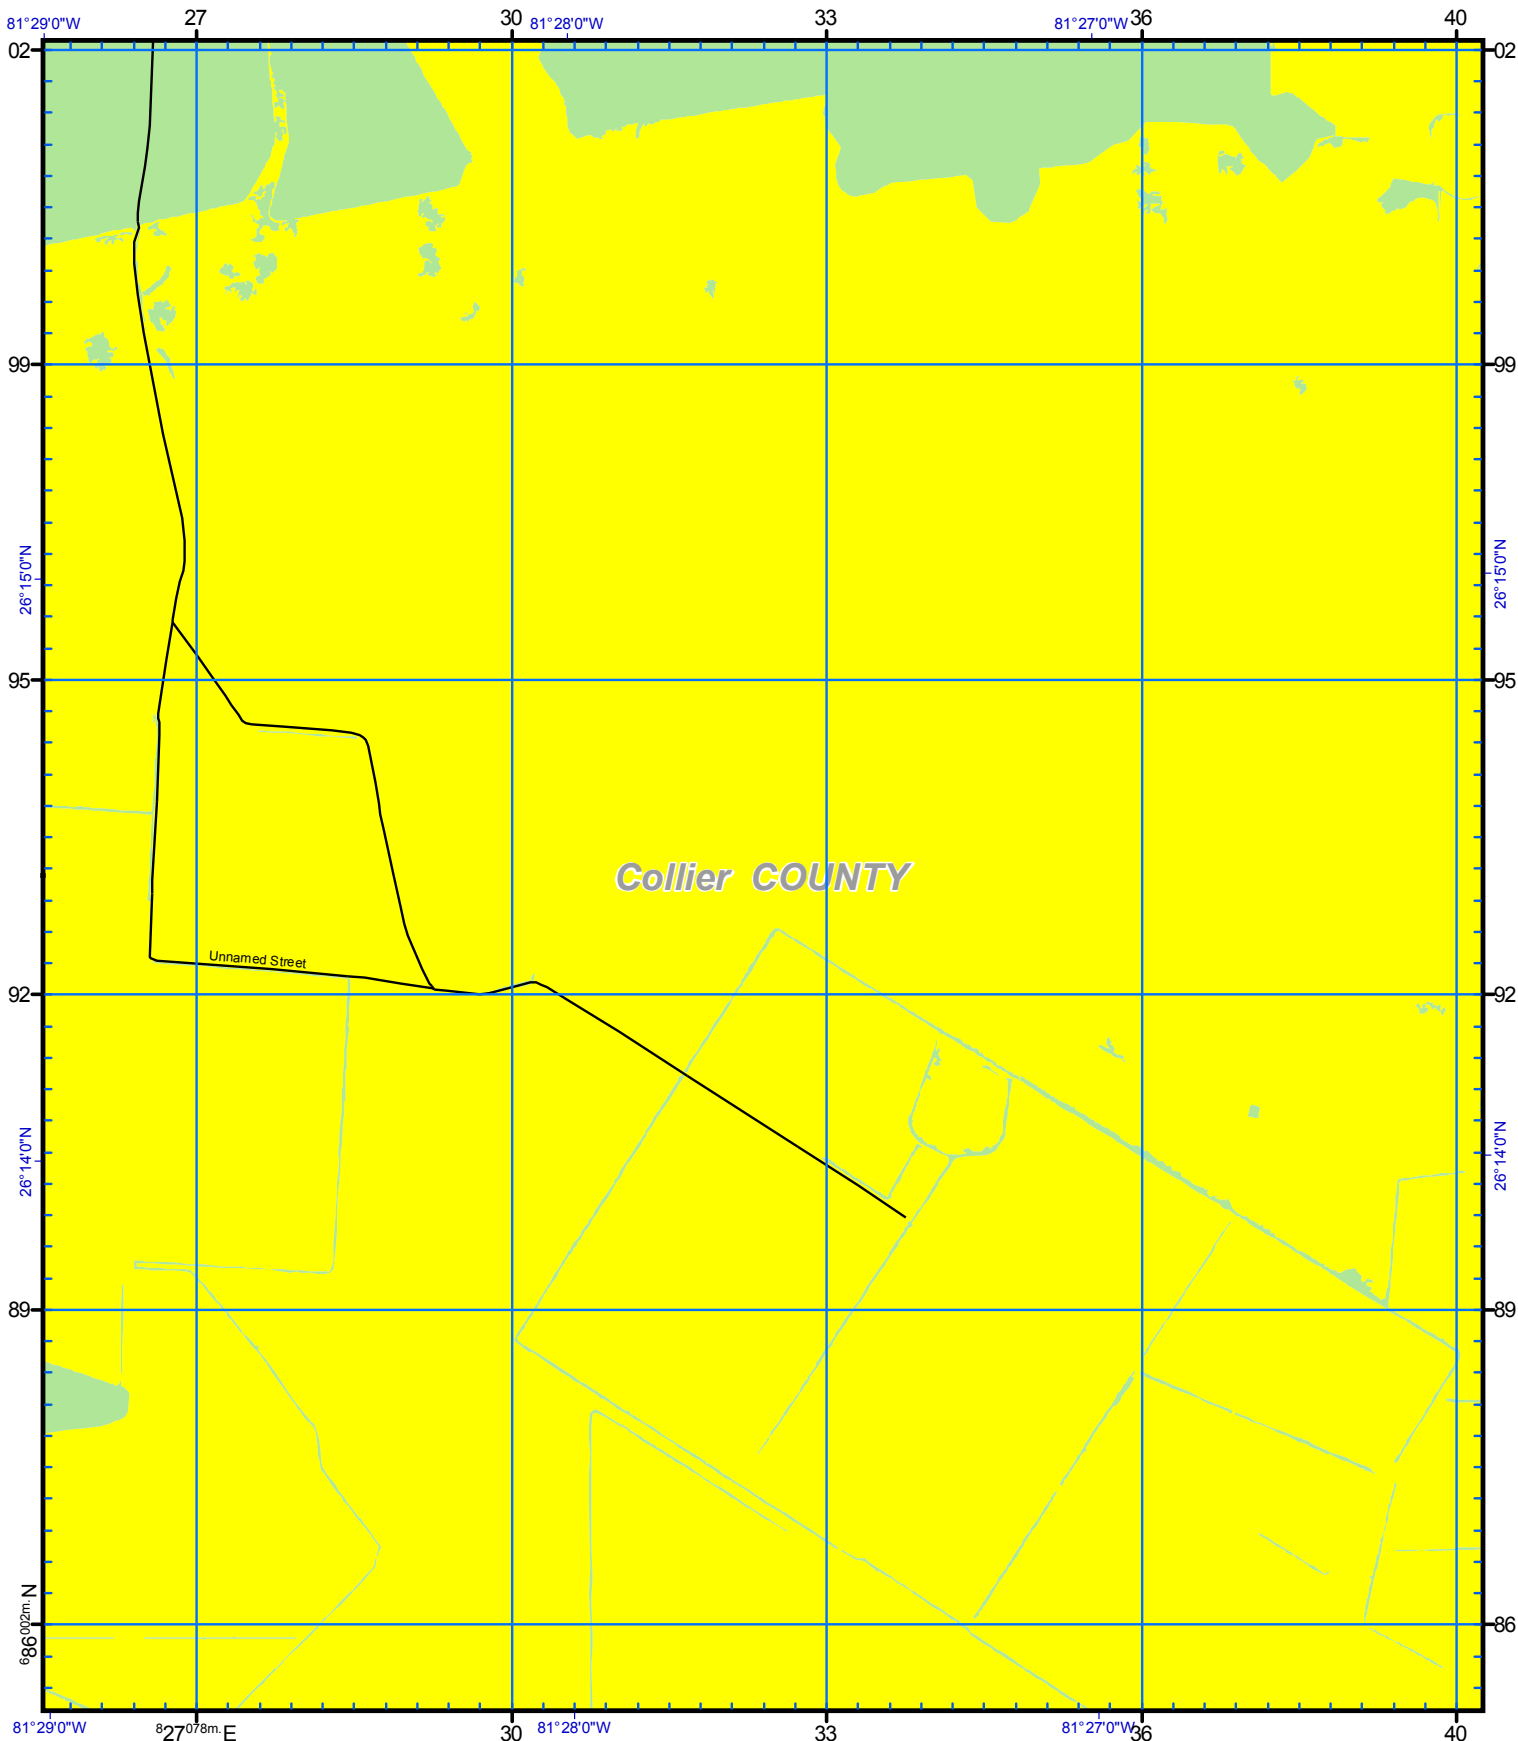 27 30 33 36 40
81°29'0"W 81°28'0"W 81°27'0"W
02 02
99 99
26°15'0"N 26°15'0"N
95 95
Collier COUNTY
Unnamed Street
92 92
26°14'0"N 26°14'0"N
89 89
686002m. N 86
81°29'0"W 81°28'0"W 81°27'0"W
827078m. E 30 33 36 40